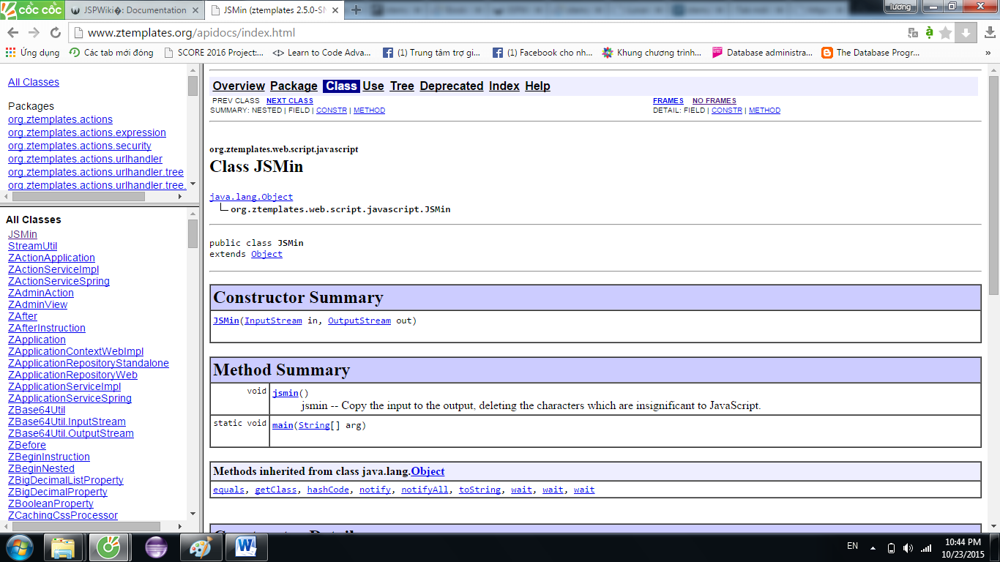 cốc cốc
JSPWiki�: Documentation
JSMin (ztemplates 2.5.0-SN
lương
www.ztemplates.org/apidocs/index.html
Ứng dụng
Các tab mới đóng
SCORE 2016 Project:...
Learn to Code Adva...
(1) Trung tâm trợ gi...
(1) Facebook cho nh...
Khung chương trình...
Database administra...
The Database Progr...
»
All Classes
Packages
org.ztemplates.actions
org.ztemplates.actions.expression
org.ztemplates.actions.security
org.ztemplates.actions.urlhandler
org.ztemplates.actions.urlhandler.tree
org.ztemplates.actions.urlhandler.tree.
All Classes
JSMin
StreamUtil
ZActionApplication
ZActionServiceImpl
ZActionServiceSpring
ZAdminAction
ZAdminView
ZAfter
ZAfterInstruction
ZApplication
ZApplicationContextWebImpl
ZApplicationRepositoryStandalone
ZApplicationRepositoryWeb
ZApplicationServiceImpl
ZApplicationServiceSpring
ZBase64Util
ZBase64Util.InputStream
ZBase64Util.OutputStream
ZBefore
ZBeginInstruction
ZBeginNested
ZBigDecimalListProperty
ZBigDecimalProperty
ZBooleanProperty
ZCachingCssProcessor
Overview Package Class Use Tree Deprecated Index Help
PREV CLASS NEXT CLASS
FRAMES NO FRAMES
SUMMARY: NESTED | FIELD | CONSTR | METHOD
DETAIL: FIELD | CONSTR | METHOD
org.ztemplates.web.script.javascript
Class JSMin
java.lang.Object
org.ztemplates.web.script.javascript.JSMin
public class JSMin
extends Object
Constructor Summary
JSMin(InputStream in, OutputStream out)
Method Summary
void jsmin()
jsmin -- Copy the input to the output, deleting the characters which are insignificant to JavaScript.
static void main(String[] arg)
Methods inherited from class java.lang.Object
equals, getClass, hashCode, notify, notifyAll, toString, wait, wait, wait
Constructor Detail
EN
10:44 PM
10/23/2015